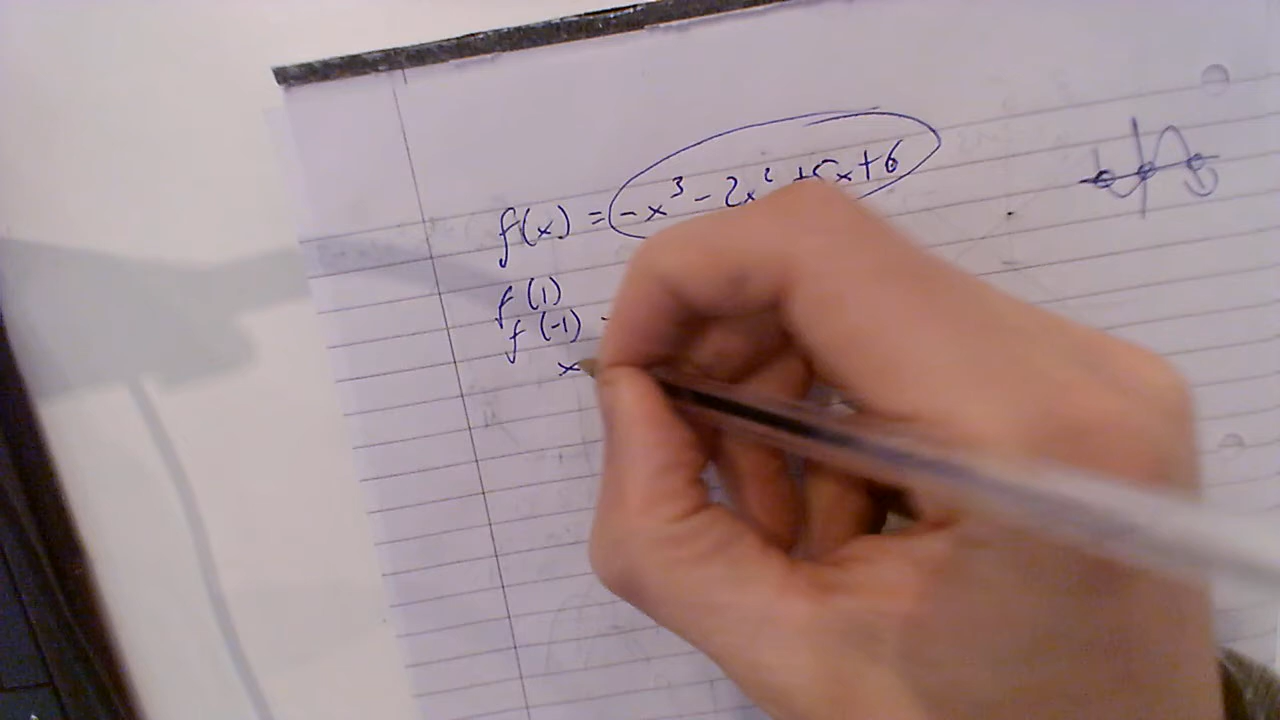 f(x) = -x³ - 2x² + 5x + 6
f(1)
f(-1) -
x